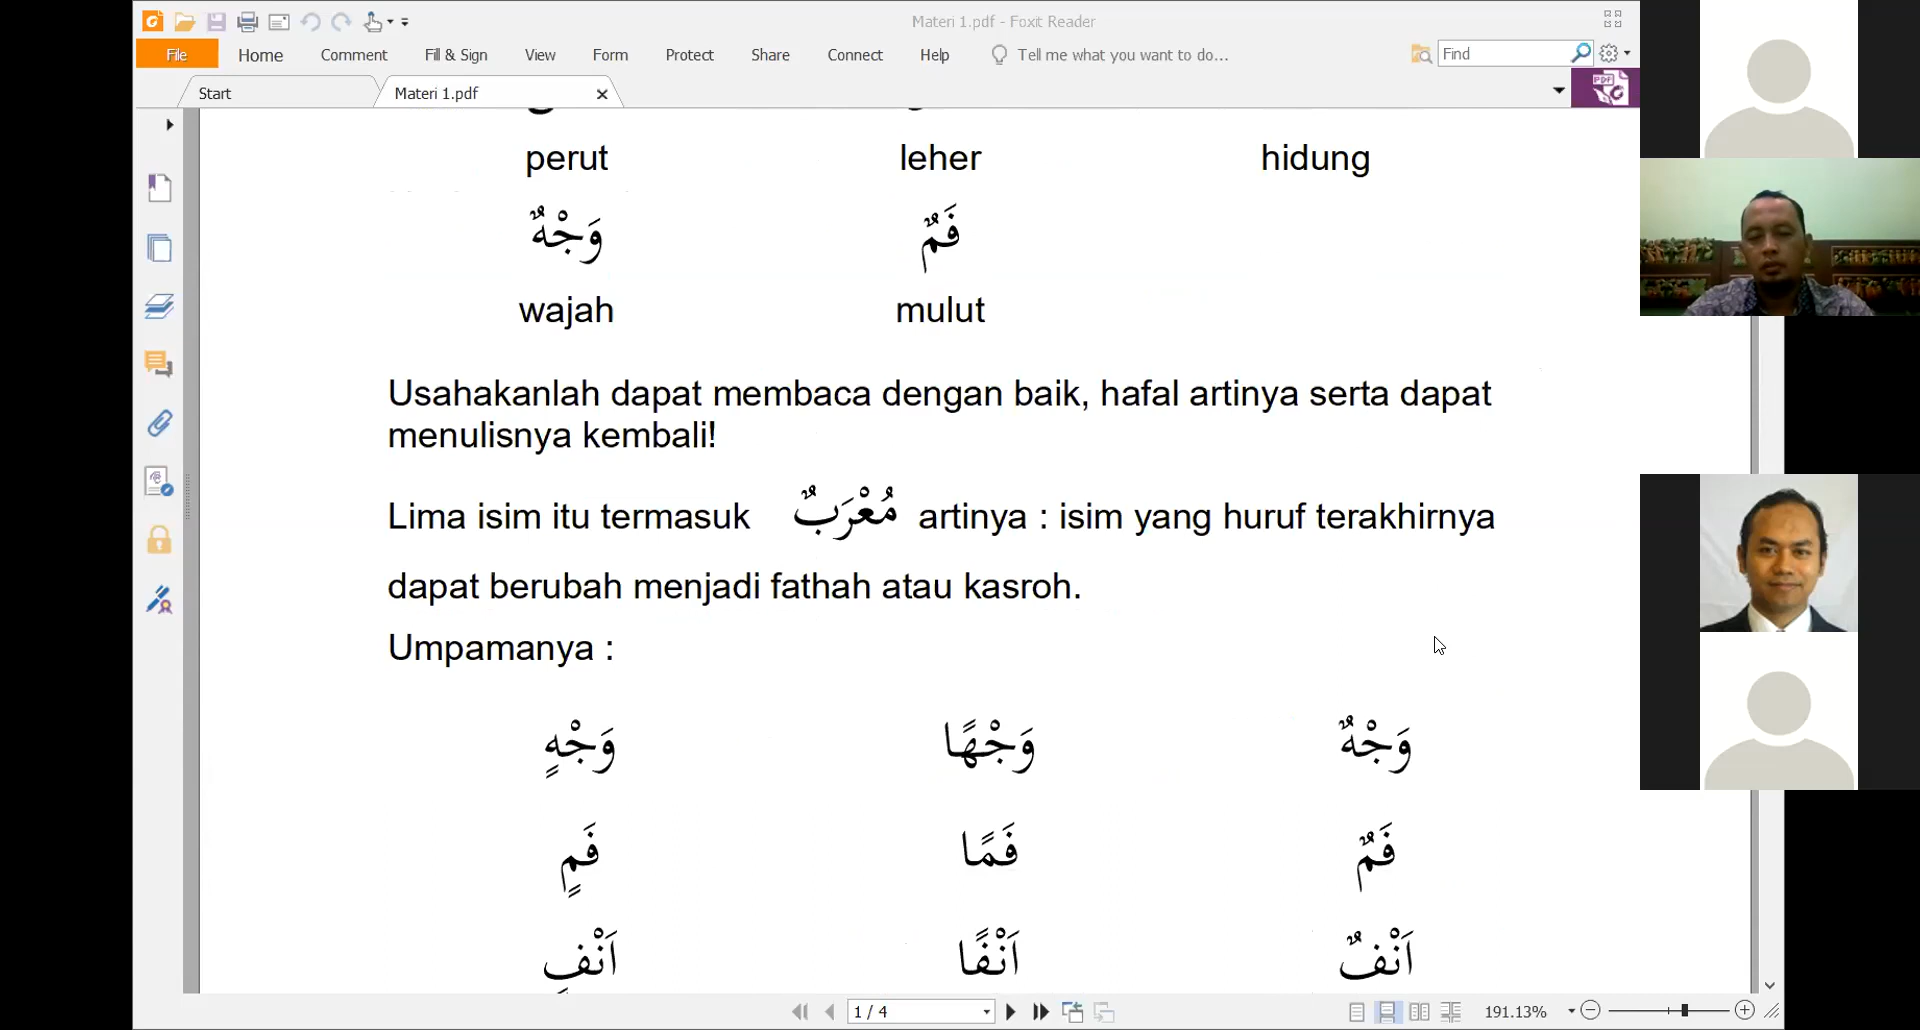 Materi 1.pdf - Foxit Reader
File Home Comment Fill & Sign View Form Protect Share Connect Help Tell me what you want to do... Find
Start Materi 1.pdf
PDF
perut leher hidung
وَجْهٌ فَمٌ
wajah mulut
Usahakanlah dapat membaca dengan baik, hafal artinya serta dapat
menulisnya kembali!
Lima isim itu termasuk مُعْرَبٌ artinya : isim yang huruf terakhirnya
dapat berubah menjadi fathah atau kasroh.
Umpamanya :
وَجْهٌ وَجْهًا وَجْهٍ
فَمٌ فَمًا فَمٍ
اَنْفٌ اَنْفًا اَنْفٍ
1 / 4 191.13%